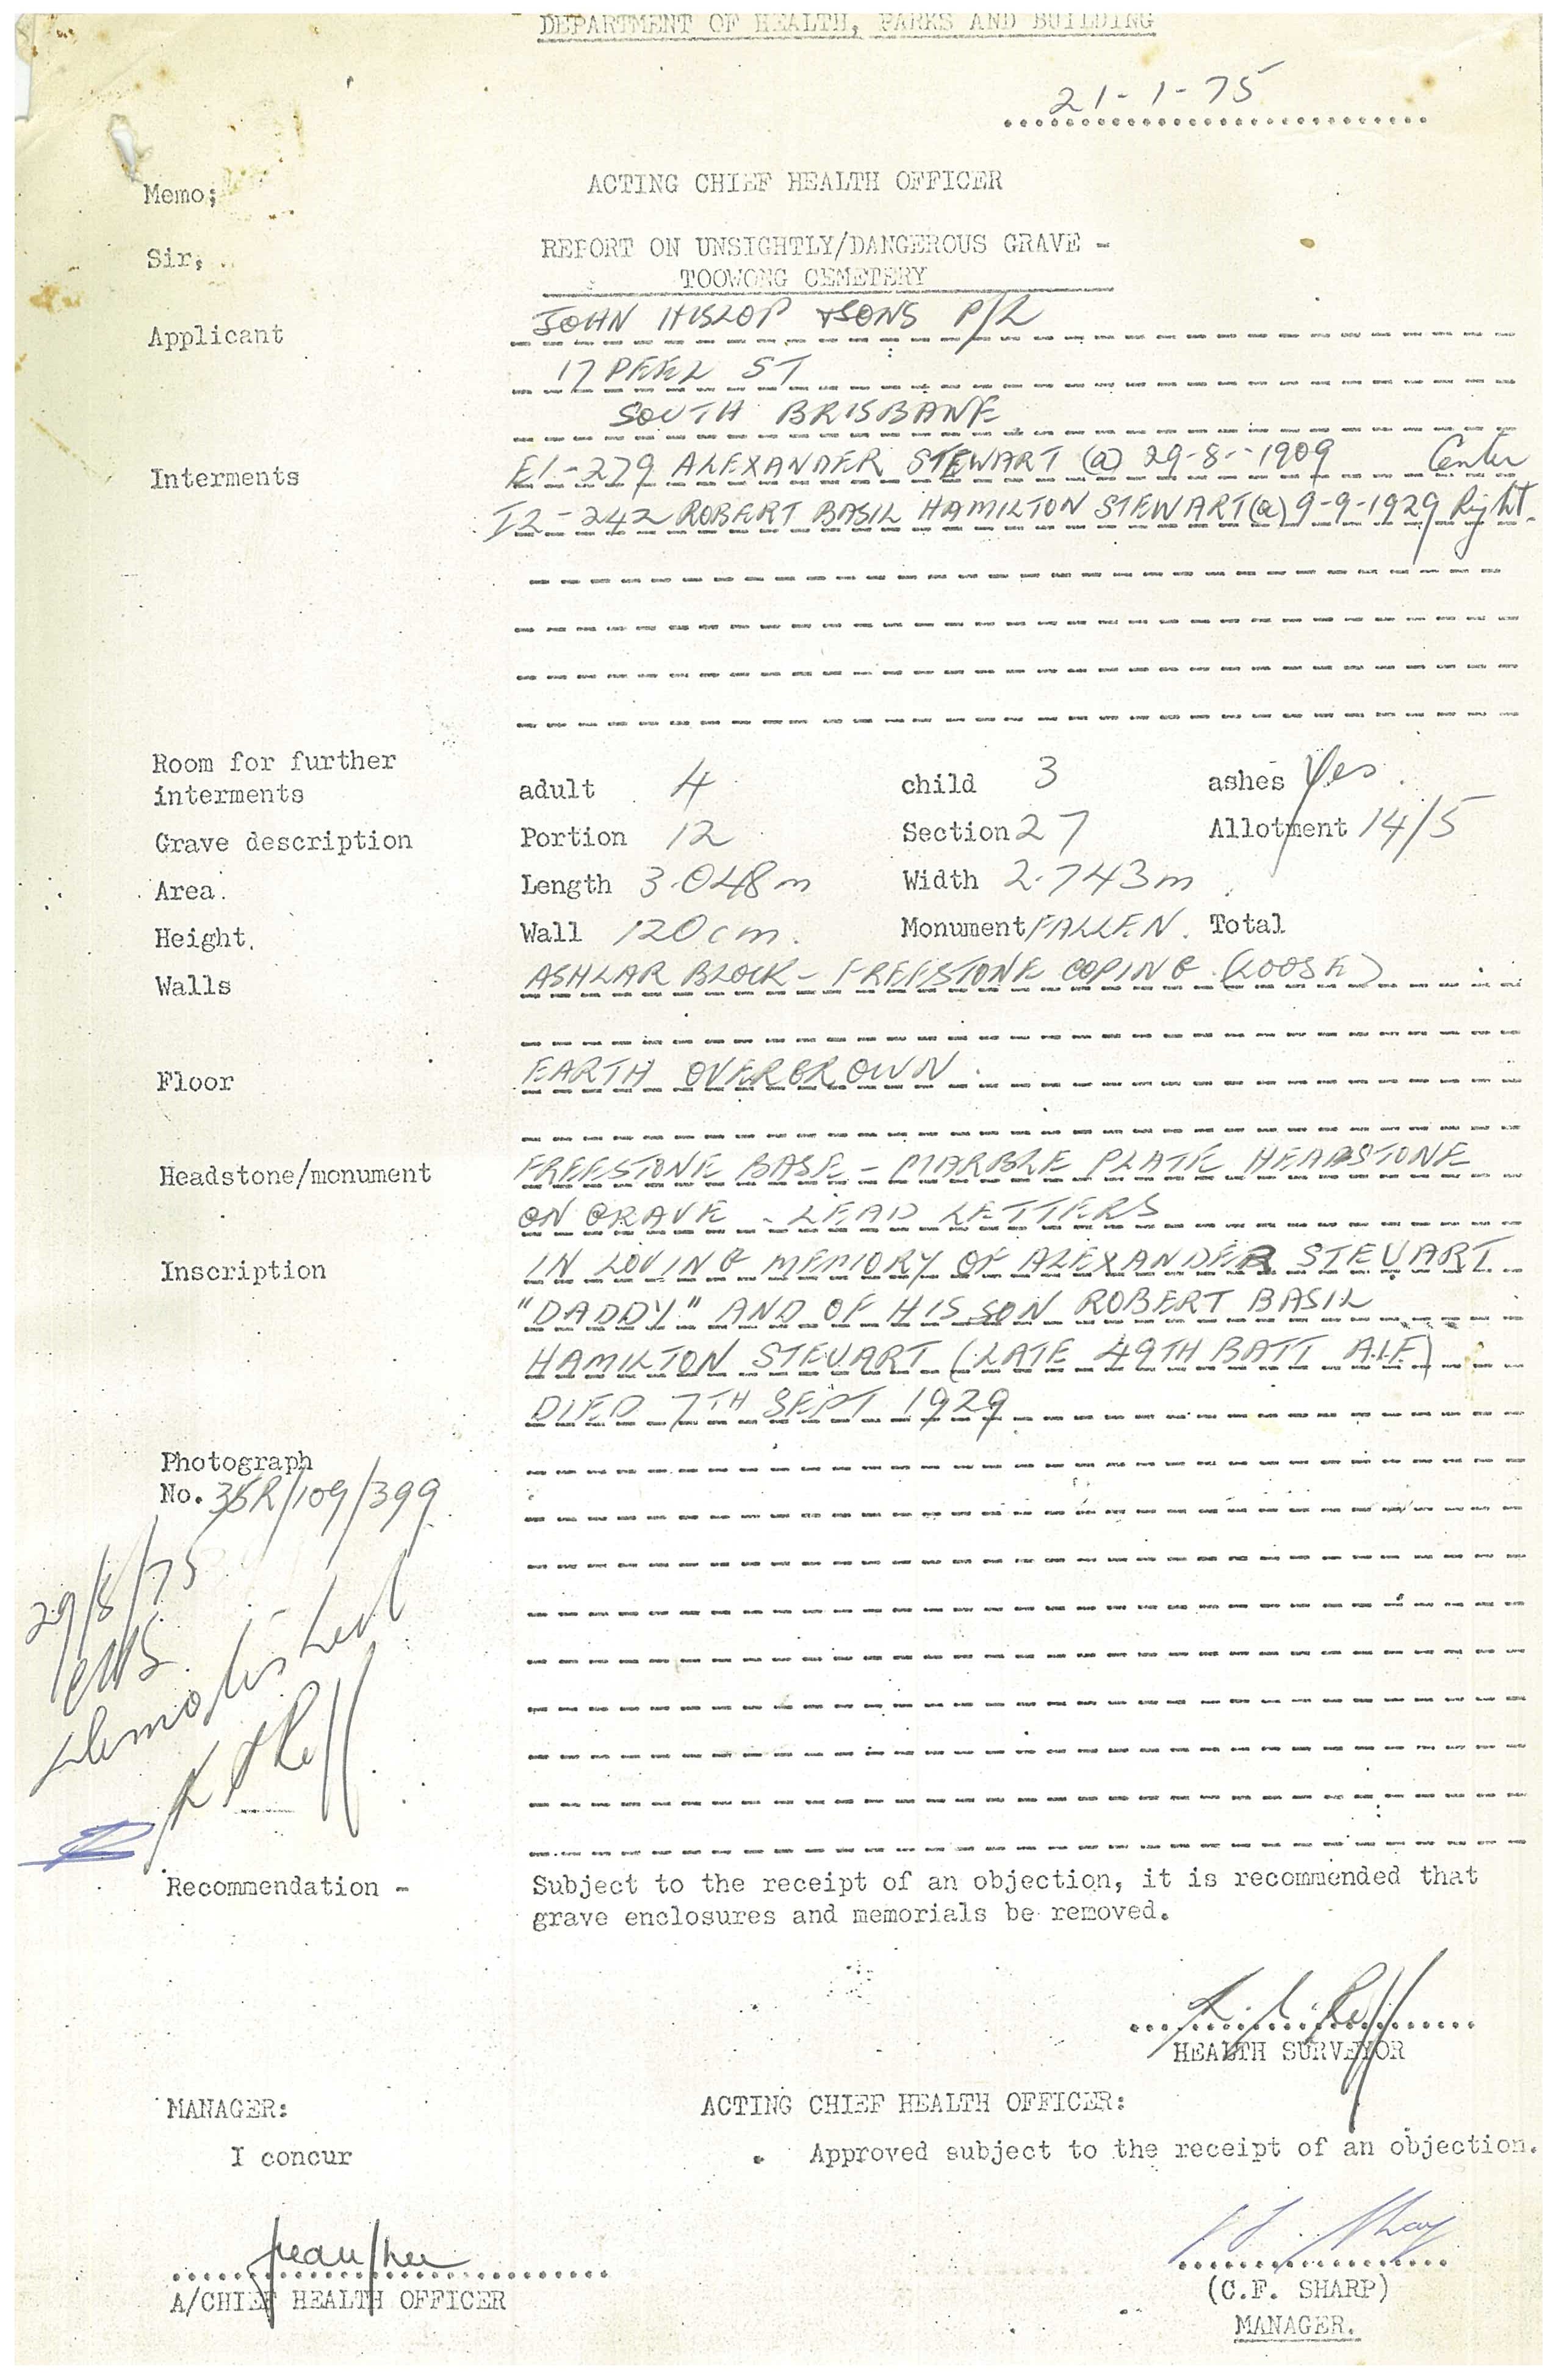 DEPARTMENT OF HEALTH, PARKS AND BUILDING
21-1-75
Memo; ACTING CHIEF HEALTH OFFICER
Sir, REPORT ON UNSIGHTLY/DANGEROUS GRAVE -
TOOWONG CEMETERY
Applicant JOHN HISLOP & SONS P/L
17 PEEL ST
SOUTH BRISBANE
Interments E1-279 ALEXANDER STEWART (a) 29-8-1909 Center
I2-242 ROBERT BASIL HAMILTON STEWART (a) 9-9-1929 Right.
Room for further
interments adult 4 child 3 ashes Yes.
Grave description Portion 12 Section 27 Allotment 14/5
Area. Length 3.048m Width 2.743m
Height. Wall 120cm. Monument FALLEN. Total
Walls ASHLAR BLOCK - FREESTONE COPING (LOOSE)
Floor EARTH OVERGROWN.
Headstone/monument FREESTONE BASE - MARBLE PLATE HEADSTONE
ON GRAVE - LEAD LETTERS
Inscription IN LOVING MEMORY OF ALEXANDER STEUART
"DADDY" AND OF HIS SON ROBERT BASIL
HAMILTON STEUART (LATE 49TH BATT A.I.F.)
DIED 7TH SEPT 1929
Photograph
No. 35R/109/399
29/8/75
Demolished
Recommendation - Subject to the receipt of an objection, it is recommended that
grave enclosures and memorials be removed.
HEALTH SURVEYOR
MANAGER: ACTING CHIEF HEALTH OFFICER:
I concur Approved subject to the receipt of an objection.
A/CHIEF HEALTH OFFICER (C.F. SHARP)
MANAGER.